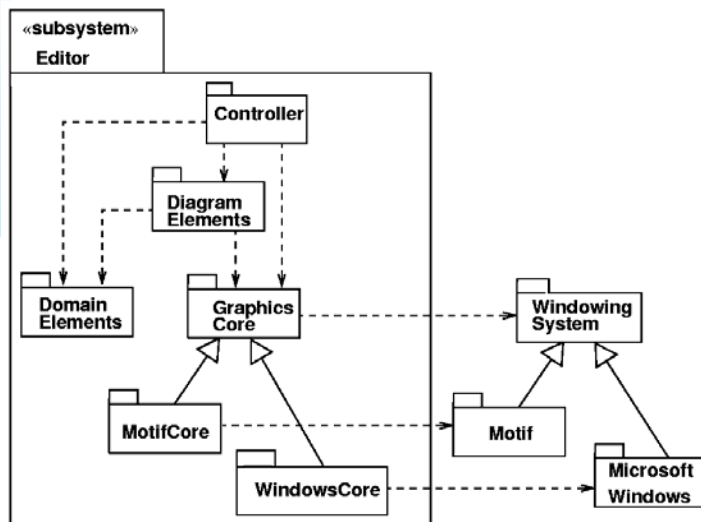 «subsystem»
Editor
Controller
Diagram
Elements
Domain
Elements
Graphics
Core
Windowing
System
MotifCore
Motif
WindowsCore
Microsoft
Windows